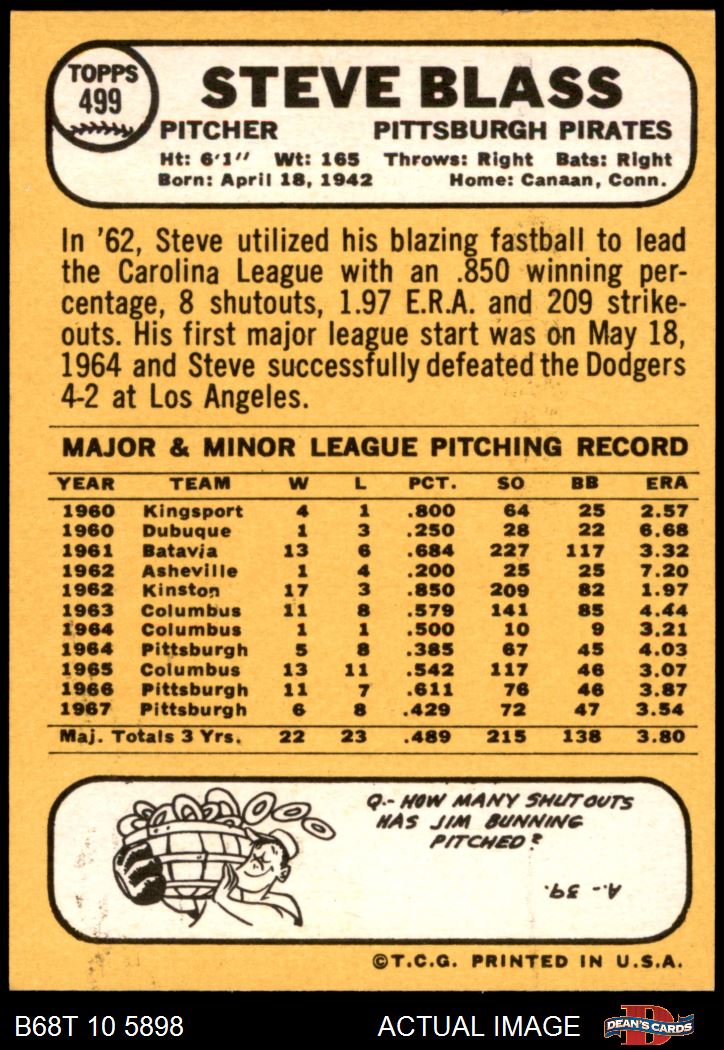 TOPPS
499
STEVE BLASS
PITCHER PITTSBURGH PIRATES
Ht: 6'1" Wt: 165 Throws: Right Bats: Right
Born: April 18, 1942 Home: Canaan, Conn.
In '62, Steve utilized his blazing fastball to lead
the Carolina League with an .850 winning per-
centage, 8 shutouts, 1.97 E.R.A. and 209 strike-
outs. His first major league start was on May 18,
1964 and Steve successfully defeated the Dodgers
4-2 at Los Angeles.
MAJOR & MINOR LEAGUE PITCHING RECORD
YEAR TEAM W L PCT. SO BB ERA
1960 Kingsport 4 1 .800 64 25 2.57
1960 Dubuque 1 3 .250 28 22 6.68
1961 Batavia 13 6 .684 227 117 3.32
1962 Asheville 1 4 .200 25 25 7.20
1962 Kinston 17 3 .850 209 82 1.97
1963 Columbus 11 8 .579 141 85 4.44
1964 Columbus 1 1 .500 10 9 3.21
1964 Pittsburgh 5 8 .385 67 45 4.03
1965 Columbus 13 11 .542 117 46 3.07
1966 Pittsburgh 11 7 .611 76 46 3.87
1967 Pittsburgh 6 8 .429 72 47 3.54
Maj. Totals 3 Yrs. 22 23 .489 215 138 3.80
Q.- HOW MANY SHUTOUTS
HAS JIM BUNNING
PITCHED?
A.- 39.
©T.C.G. PRINTED IN U.S.A.
B68T 10 5898 ACTUAL IMAGE D DEAN'S CARDS